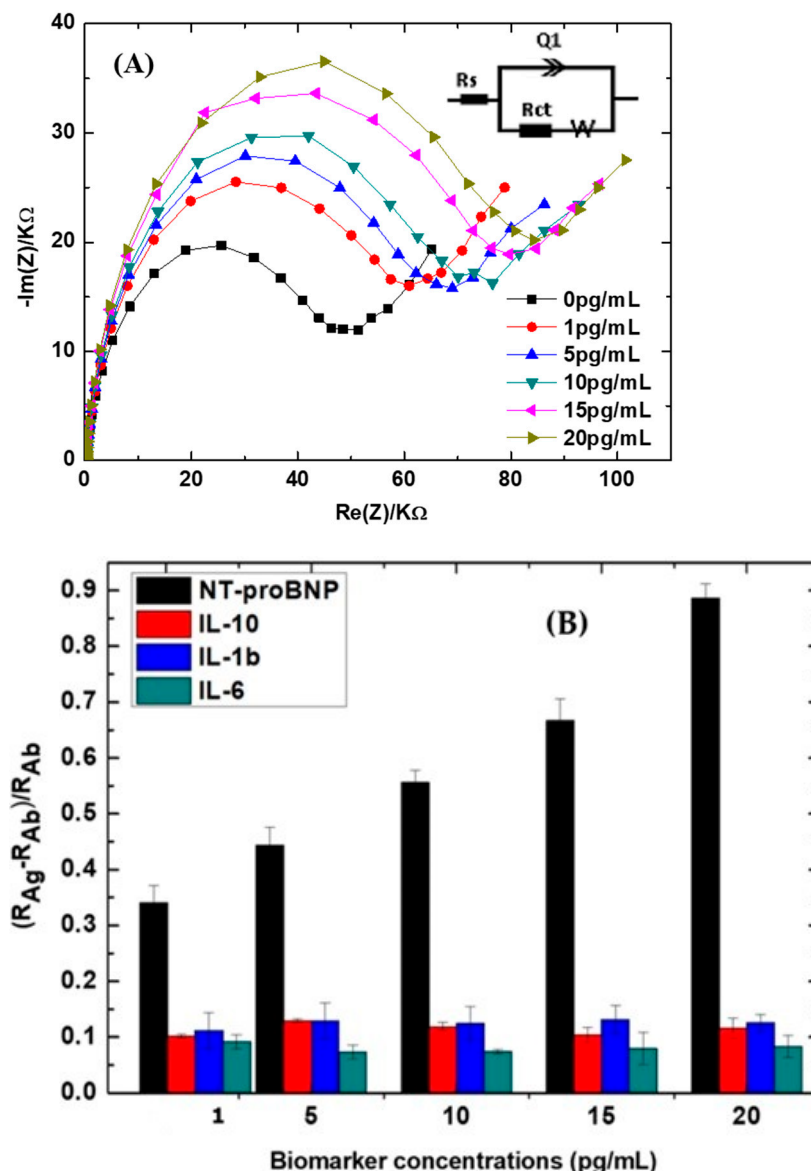 -40
(A)
Q1
Rs
Rct
W
-30
-20
10
0
-Im(Z)/KΩ
0pg/mL
1pg/mL
5pg/mL
10pg/mL
15pg/mL
20pg/mL
0 20 40 60 80 100
Re(Z)/KΩ
NT-proBNP
IL-10
IL-1b
IL-6
(B)
0.9
0.8
0.7
0.6
0.5
0.4
0.3
0.2
0.1
0.0
(RAg-RAb)/RAb
1 5 10 15 20
Biomarker concentrations (pg/mL)